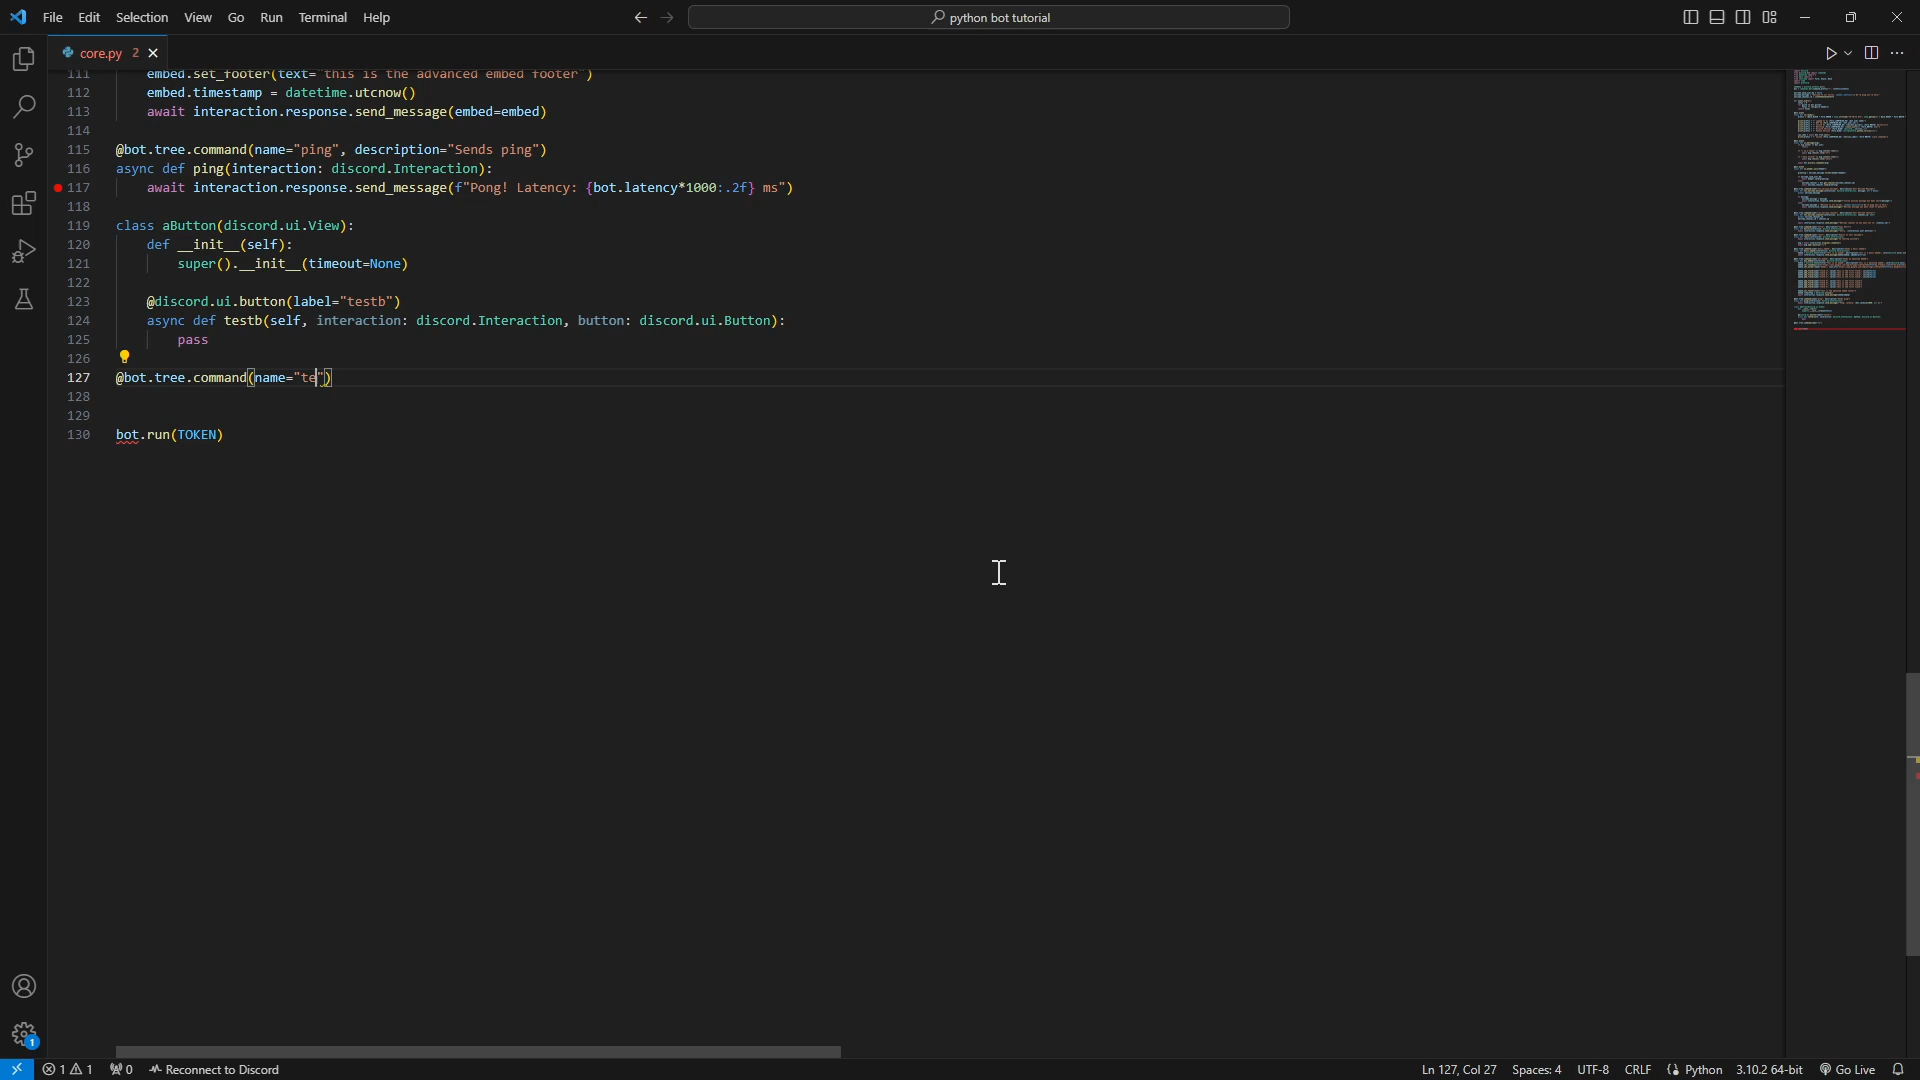 File Edit Selection View Go Run Terminal Help
python bot tutorial
core.py 2
111 embed.set_footer(text="this is the advanced embed footer")
112 embed.timestamp = datetime.utcnow()
113 await interaction.response.send_message(embed=embed)
114
115 @bot.tree.command(name="ping", description="Sends ping")
116 async def ping(interaction: discord.Interaction):
117 await interaction.response.send_message(f"Pong! Latency: {bot.latency*1000:.2f} ms")
118
119 class aButton(discord.ui.View):
120 def __init__(self):
121 super().__init__(timeout=None)
122
123 @discord.ui.button(label="testb")
124 async def testb(self, interaction: discord.Interaction, button: discord.ui.Button):
125 pass
126
127 @bot.tree.command(name="te")
128
129
130 bot.run(TOKEN)
1
1 1 0 Reconnect to Discord Ln 127, Col 27 Spaces: 4 UTF-8 CRLF Python 3.10.2 64-bit Go Live